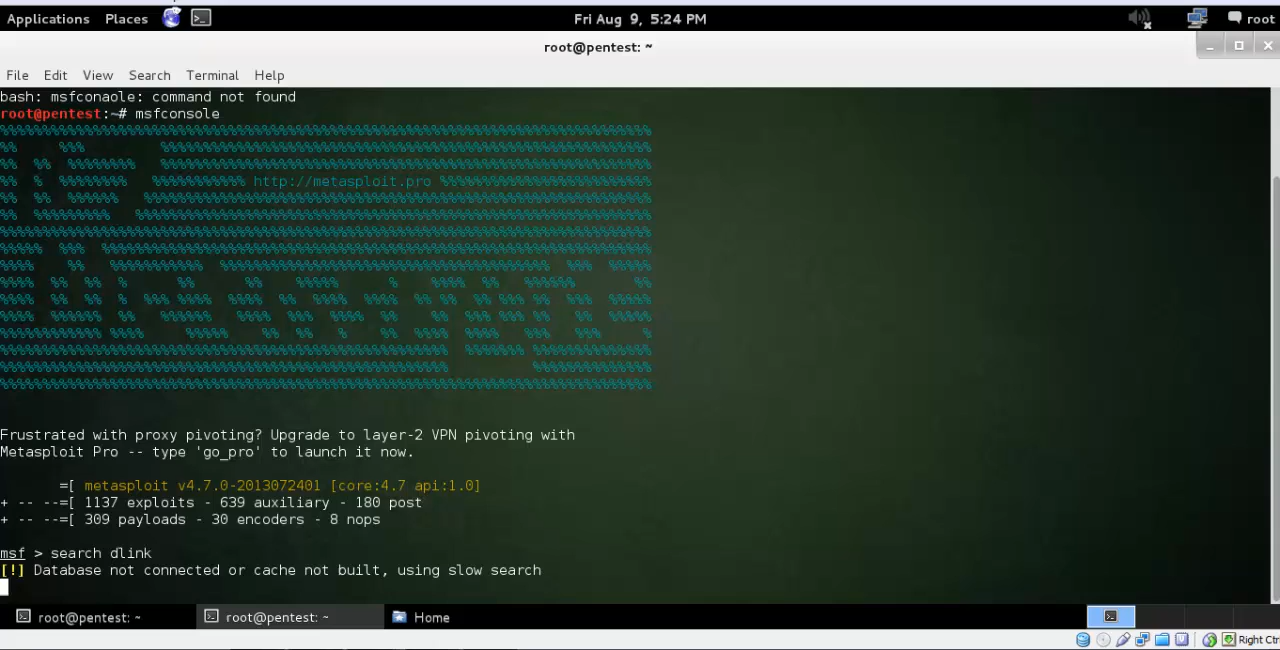 Applications Places Fri Aug 9, 5:24 PM root
root@pentest: ~
File Edit View Search Terminal Help
bash: msfconaole: command not found
root@pentest:~# msfconsole
http://metasploit.pro
Frustrated with proxy pivoting? Upgrade to layer-2 VPN pivoting with
Metasploit Pro -- type 'go_pro' to launch it now.
=[ metasploit v4.7.0-2013072401 [core:4.7 api:1.0]
+ -- --=[ 1137 exploits - 639 auxiliary - 180 post
+ -- --=[ 309 payloads - 30 encoders - 8 nops
msf > search dlink
[!] Database not connected or cache not built, using slow search
root@pentest: ~ root@pentest: ~ Home
Right Ctr